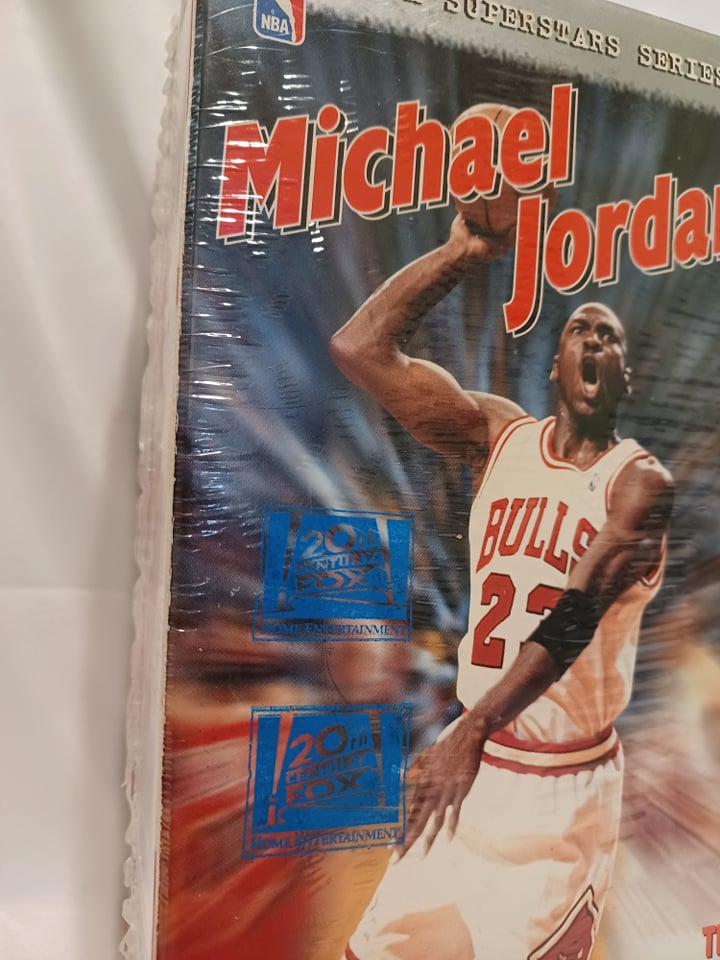 NBA
SUPERSTARS SERIES
Michael
Jordan
BULLS
23
20th
CENTURY
FOX
HOME ENTERTAINMENT
20TH
CENTURY
FOX
HOME ENTERTAINMENT